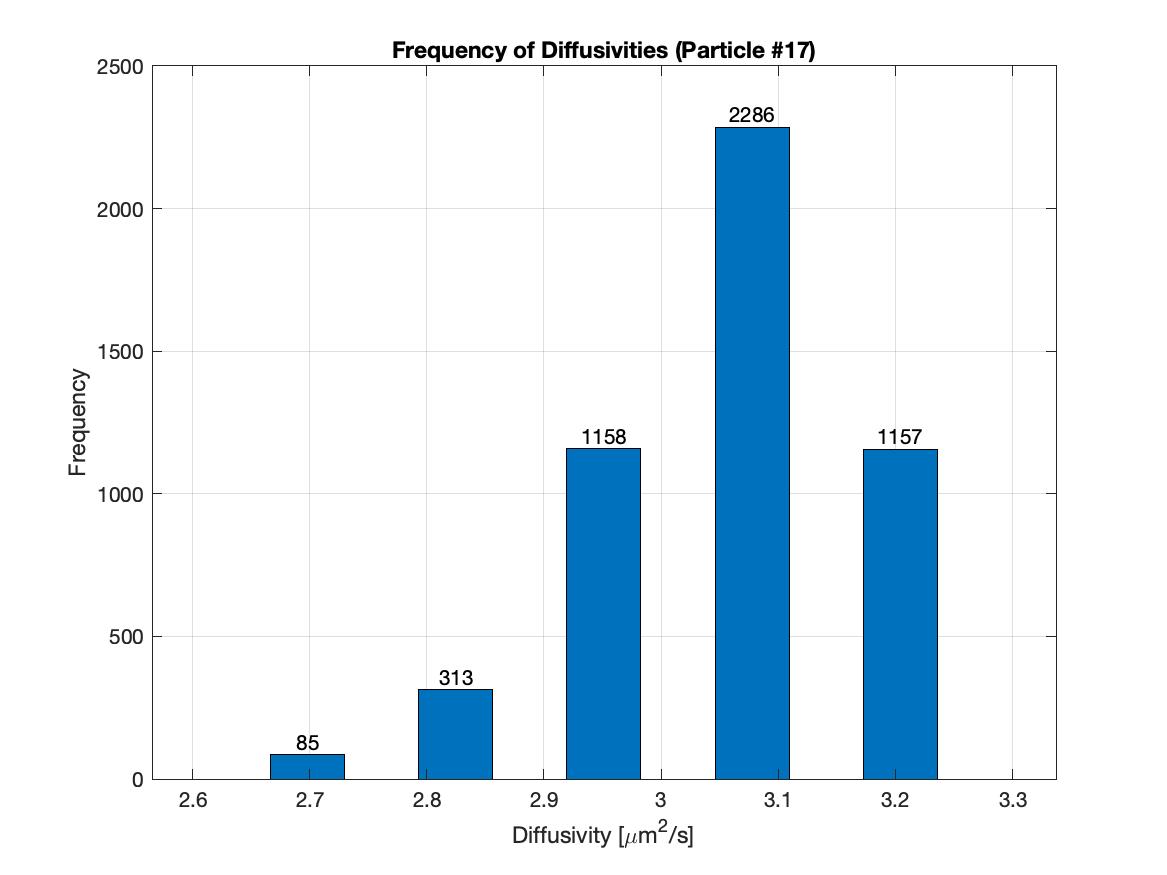 Frequency of Diffusivities (Particle #17)
2500
2000
1500
1000
500
0
Frequency
85
313
1158
2286
1157
2.6 2.7 2.8 2.9 3 3.1 3.2 3.3
Diffusivity [μm²/s]